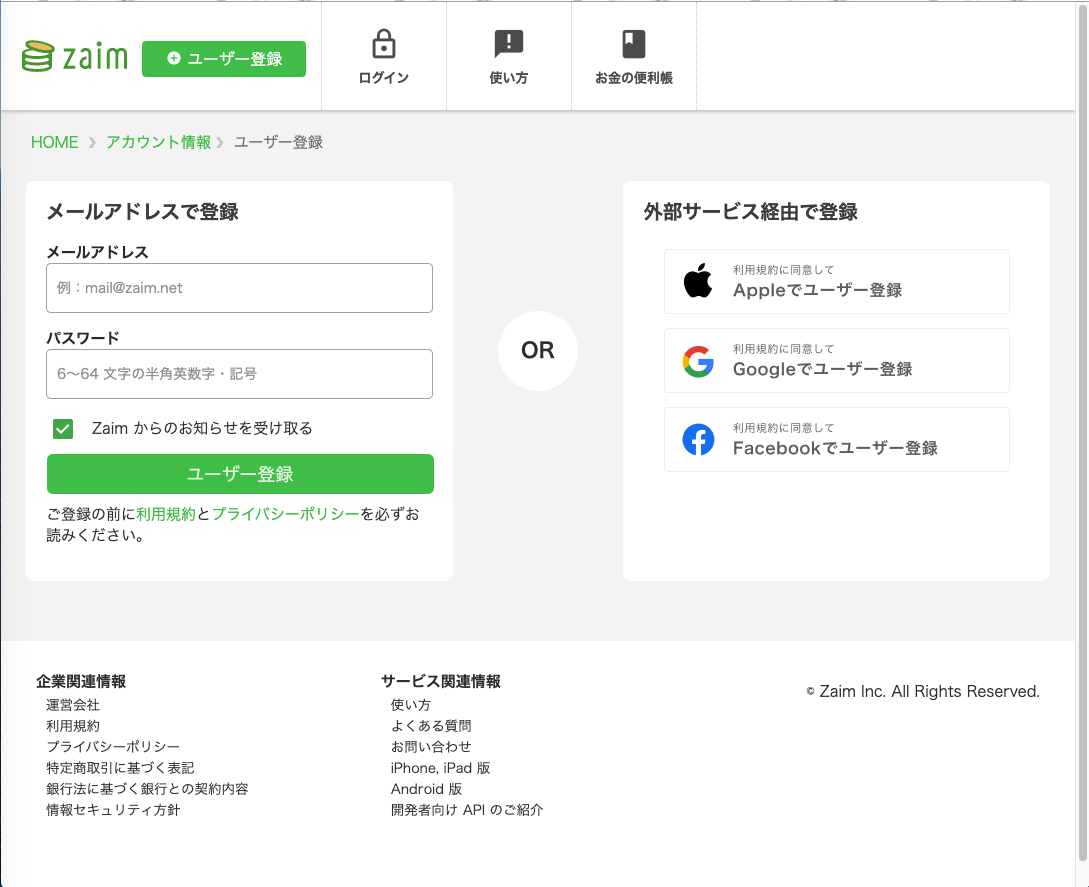 zaim
ユーザー登録
ログイン
使い方
お金の便利帳
HOME
アカウント情報
ユーザー登録
メールアドレスで登録
メールアドレス
例：mail@zaim.net
パスワード
6〜64 文字の半角英数字・記号
Zaim からのお知らせを受け取る
ユーザー登録
ご登録の前に利用規約とプライバシーポリシーを必ずお
読みください。
OR
外部サービス経由で登録
利用規約に同意して
Appleでユーザー登録
利用規約に同意して
Googleでユーザー登録
利用規約に同意して
Facebookでユーザー登録
企業関連情報
運営会社
利用規約
プライバシーポリシー
特定商取引に基づく表記
銀行法に基づく銀行との契約内容
情報セキュリティ方針
サービス関連情報
使い方
よくある質問
お問い合わせ
iPhone, iPad 版
Android 版
開発者向け API のご紹介
© Zaim Inc. All Rights Reserved.